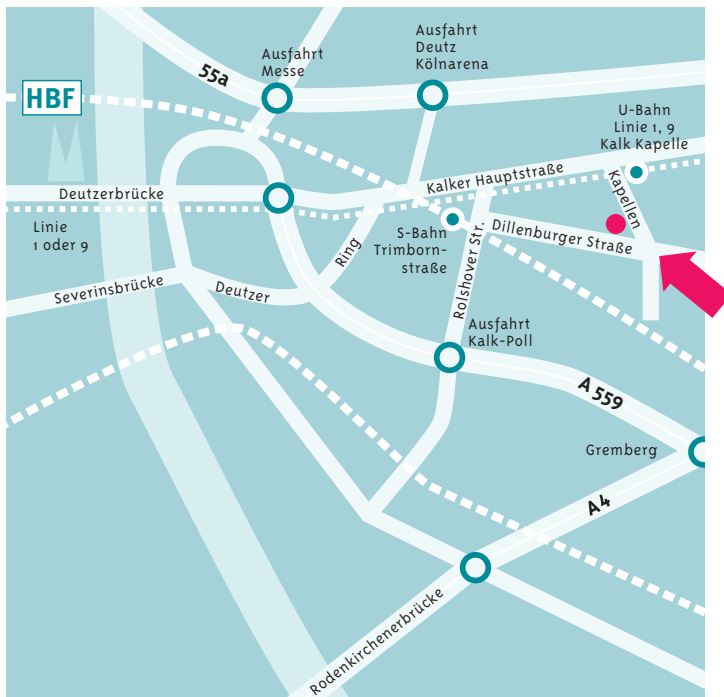 55a
Ausfahrt
Messe
Ausfahrt
Deutz
Kölnarena
HBF
U-Bahn
Linie 1, 9
Kalk Kapelle
Deutzerbrücke
Kalker Hauptstraße
Kapellen
Linie
1 oder 9
S-Bahn
Trimborn-
straße
Rolshover Str.
Dillenburger Straße
Ring
Severinsbrücke
Deutzer
Ausfahrt
Kalk-Poll
A 559
Gremberg
A4
Rodenkirchenerbrücke